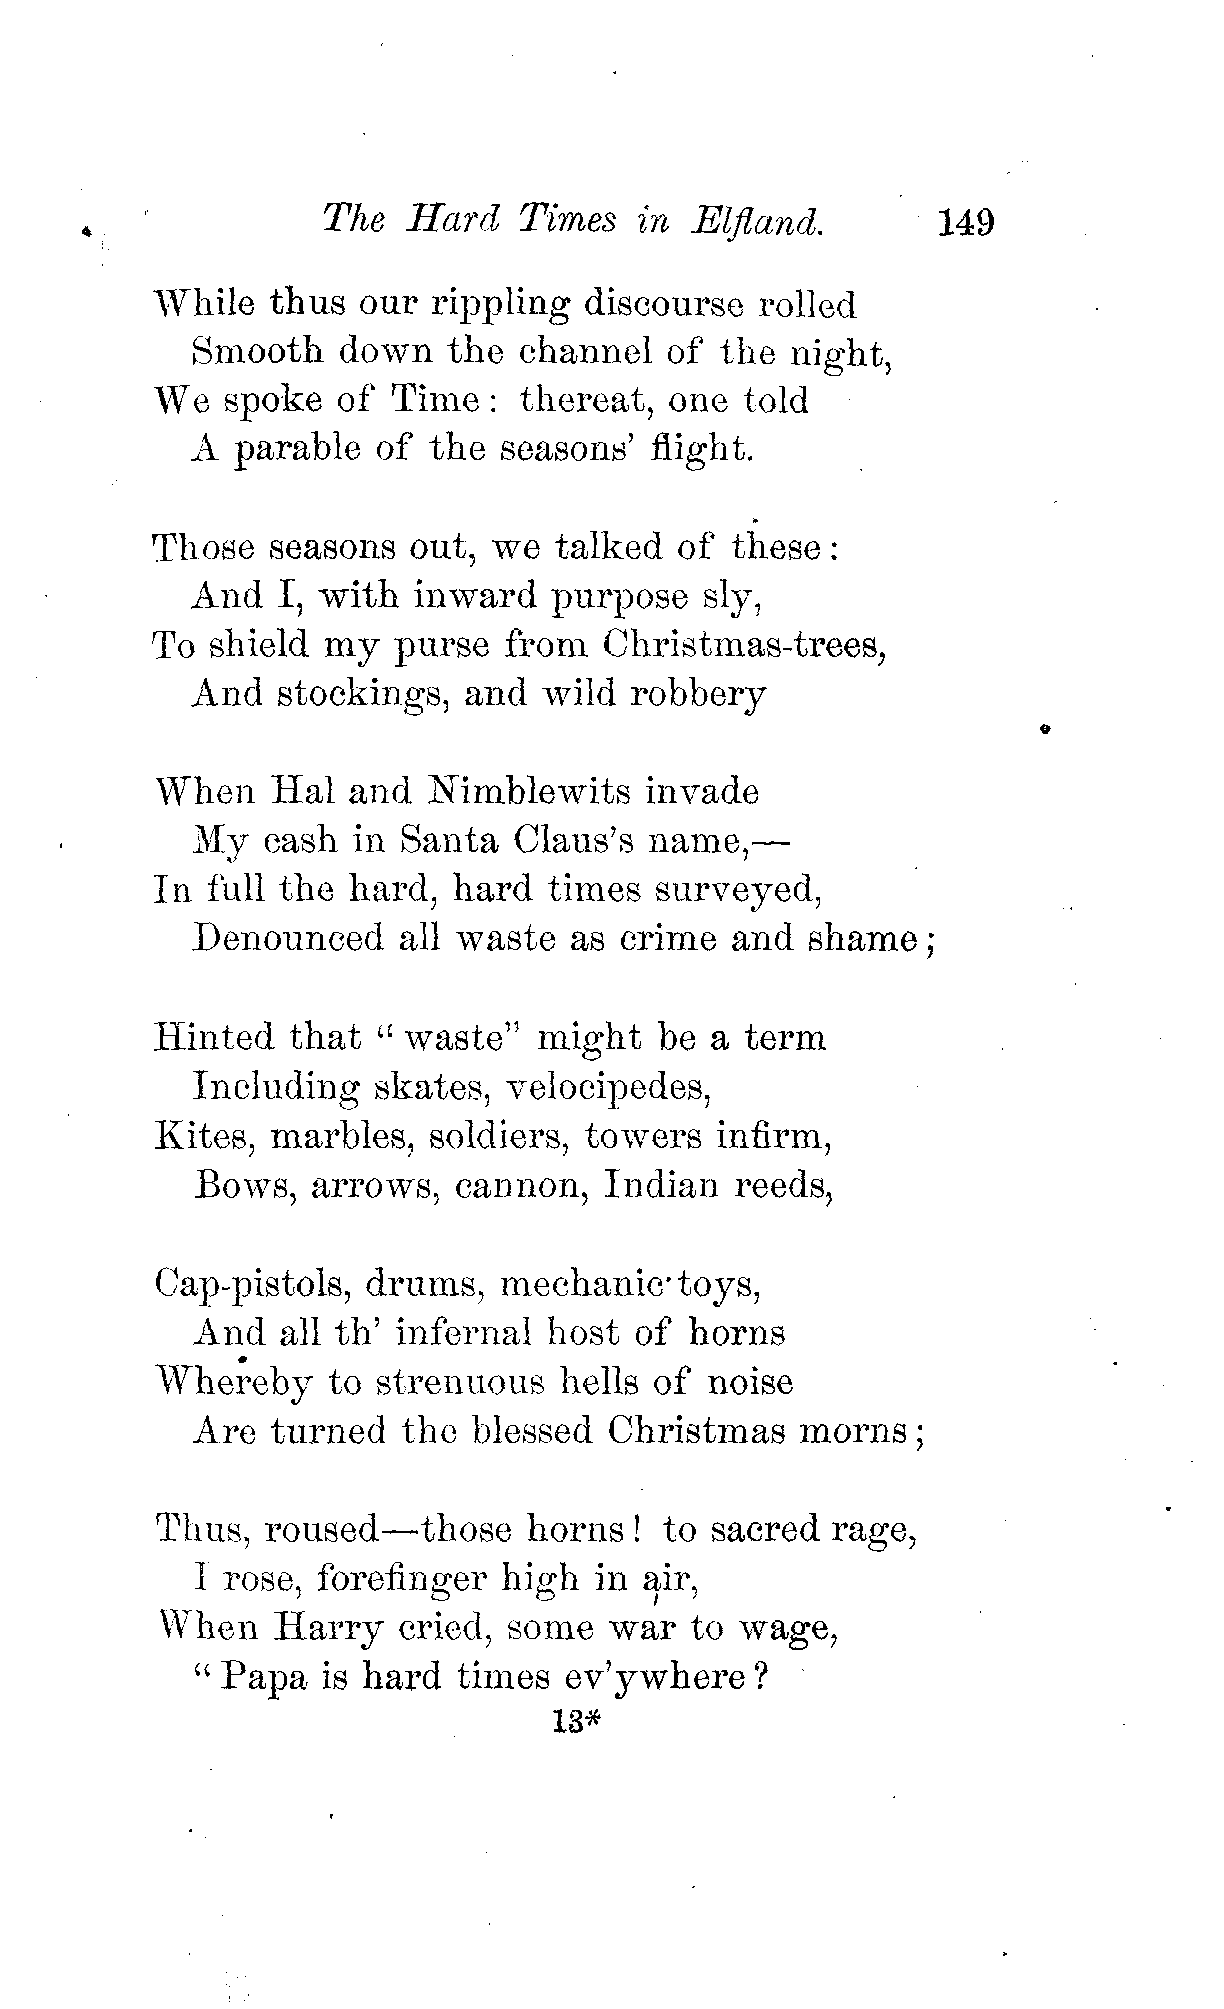 The Hard Times in Elfland. 149
While thus our rippling discourse rolled
Smooth down the channel of the night,
We spoke of Time: thereat, one told
A parable of the seasons' flight.
Those seasons out, we talked of these:
And I, with inward purpose sly,
To shield my purse from Christmas-trees,
And stockings, and wild robbery
When Hal and Nimblewits invade
My cash in Santa Claus's name,—
In full the hard, hard times surveyed,
Denounced all waste as crime and shame;
Hinted that "waste" might be a term
Including skates, velocipedes,
Kites, marbles, soldiers, towers infirm,
Bows, arrows, cannon, Indian reeds,
Cap-pistols, drums, mechanic toys,
And all th' infernal host of horns
Whereby to strenuous hells of noise
Are turned the blessed Christmas morns;
Thus, roused—those horns! to sacred rage,
I rose, forefinger high in air,
When Harry cried, some war to wage,
"Papa is hard times ev'ywhere?
13*